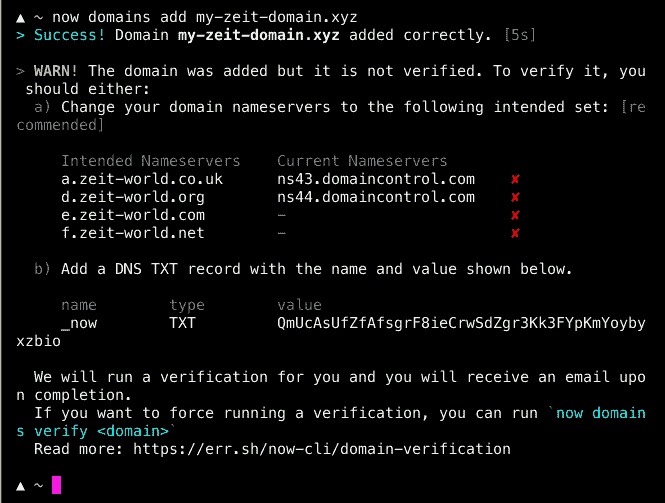 ▲ ~ now domains add my-zeit-domain.xyz
> Success! Domain my-zeit-domain.xyz added correctly. [5s]
> WARN! The domain was added but it is not verified. To verify it, you
should either:
a) Change your domain nameservers to the following intended set: [re
commended]
Intended Nameservers Current Nameservers
a.zeit-world.co.uk ns43.domaincontrol.com ✘
d.zeit-world.org ns44.domaincontrol.com ✘
e.zeit-world.com – ✘
f.zeit-world.net – ✘
b) Add a DNS TXT record with the name and value shown below.
name type value
_now TXT QmUcAsUfZfAfsgrF8ieCrwSdZgr3Kk3FYpKmYoyby
xzbio
We will run a verification for you and you will receive an email upo
n completion.
If you want to force running a verification, you can run `now domain
s verify <domain>`
Read more: https://err.sh/now-cli/domain-verification
▲ ~